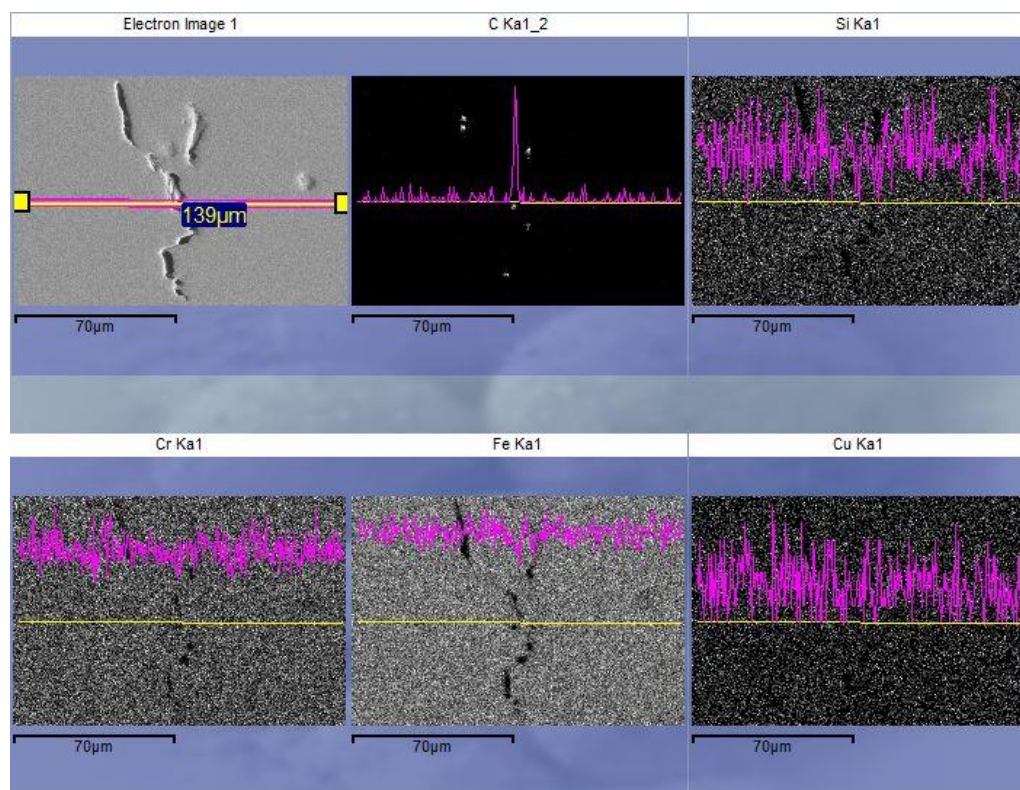 Electron Image 1
C Ka1_2
Si Ka1
139µm
70µm
70µm
70µm
Cr Ka1
Fe Ka1
Cu Ka1
70µm
70µm
70µm